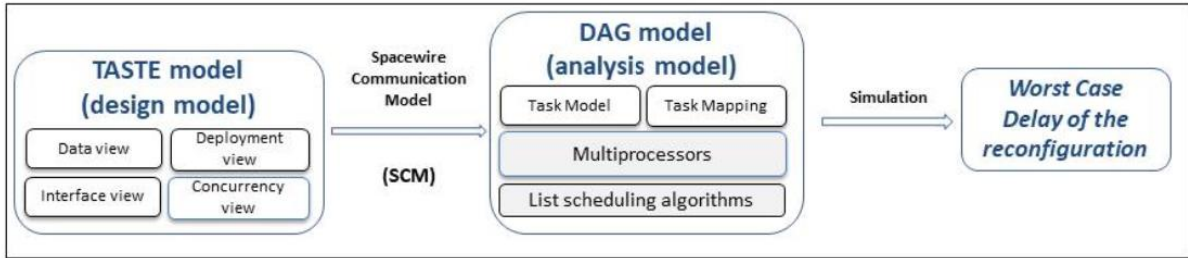 TASTE model
(design model)
Data view
Deployment
view
Interface view
Concurrency
view
Spacewire
Communication
Model
(SCM)
DAG model
(analysis model)
Task Model
Task Mapping
Multiprocessors
List scheduling algorithms
Simulation
Worst Case
Delay of the
reconfiguration